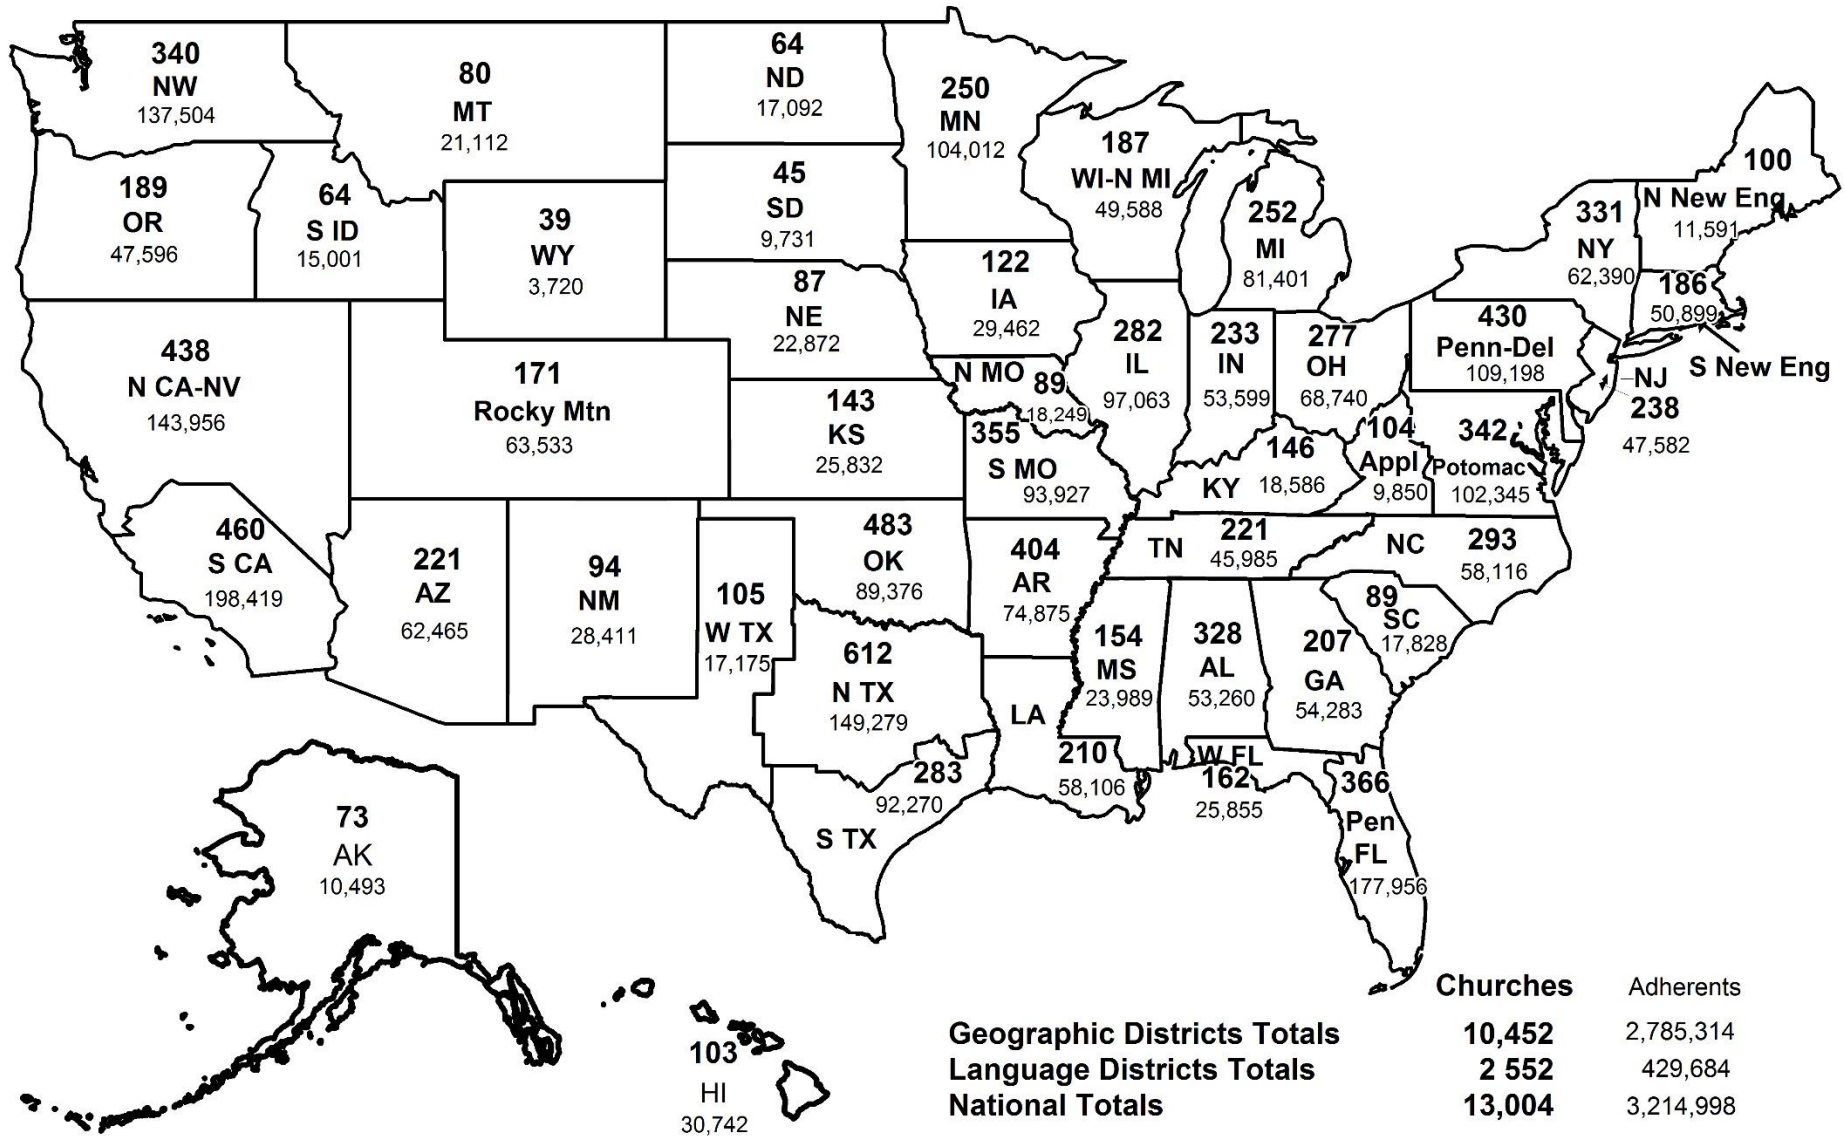 340
NW
137,504
80
MT
21,112
64
ND
17,092
250
MN
104,012
187
WI-N MI
49,588
252
MI
81,401
331
NY
62,390
100
N New Eng
11,591
186
50,899
S New Eng
189
OR
47,596
64
S ID
15,001
39
WY
3,720
45
SD
9,731
87
NE
22,872
122
IA
29,462
N MO 89
18,249
282
IL
97,063
233
IN
53,599
277
OH
68,740
430
Penn-Del
109,198
NJ
238
47,582
438
N CA-NV
143,956
171
Rocky Mtn
63,533
143
KS
25,832
355
S MO
93,927
146
KY 18,586
104
Appl
9,850
342
Potomac
102,345
460
S CA
198,419
221
AZ
62,465
94
NM
28,411
105
W TX
17,175
483
OK
89,376
404
AR
74,875
TN 221
45,985
NC 293
58,116
89
SC
17,828
612
N TX
149,279
283
92,270
S TX
LA
210
58,106
154
MS
23,989
328
AL
53,260
207
GA
54,283
W FL
162
25,855
366
Pen
FL
177,956
73
AK
10,493
103
HI
30,742
Churches Adherents
Geographic Districts Totals 10,452 2,785,314
Language Districts Totals 2 552 429,684
National Totals 13,004 3,214,998